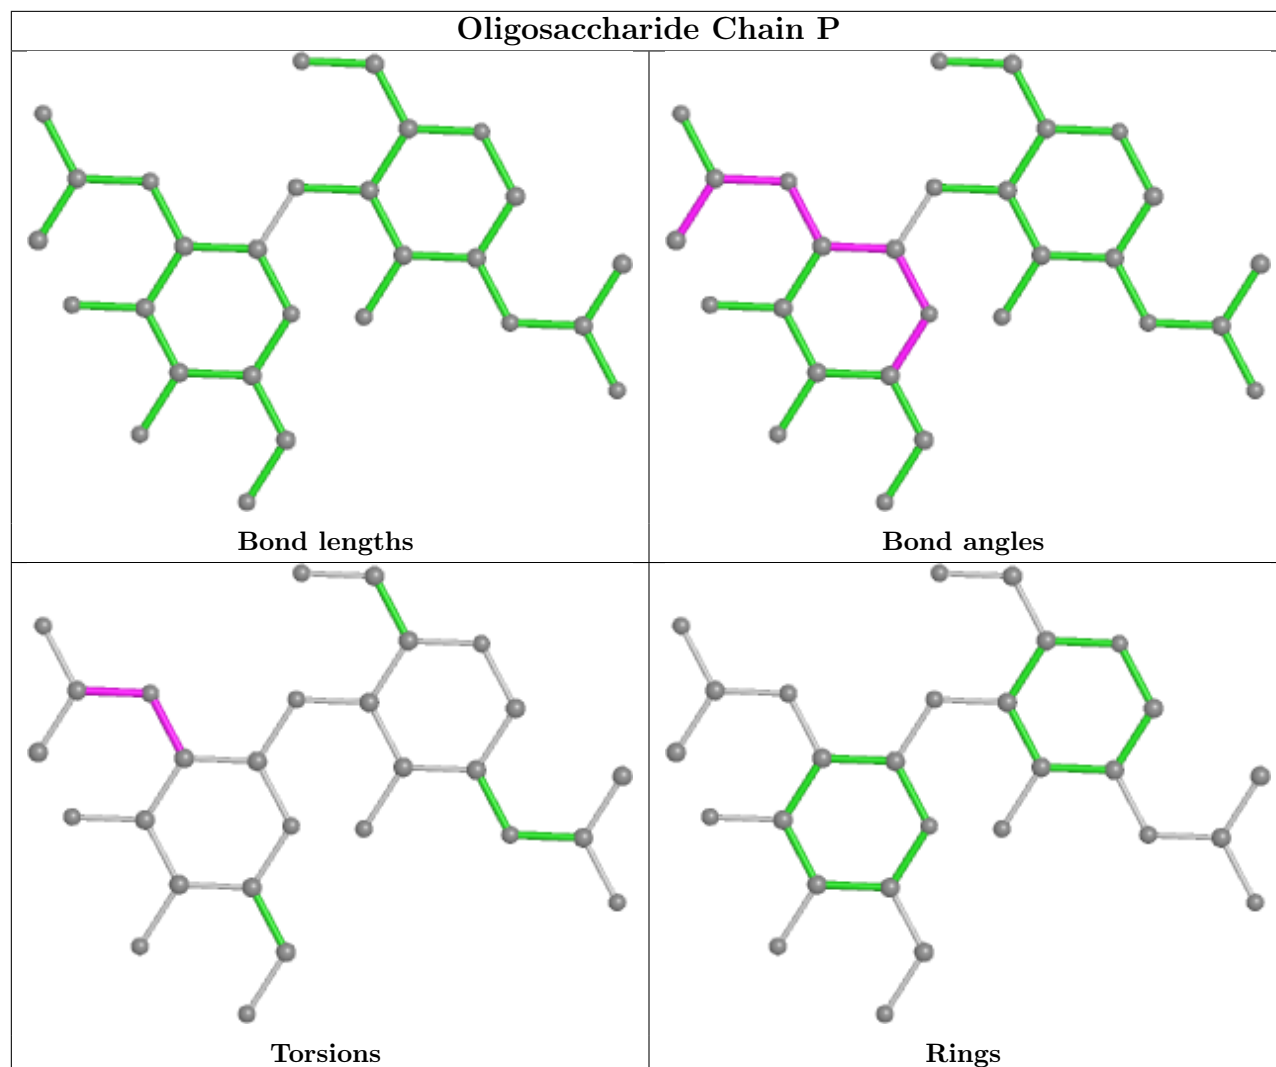 Oligosaccharide Chain P
Bond lengths
Bond angles
Torsions
Rings